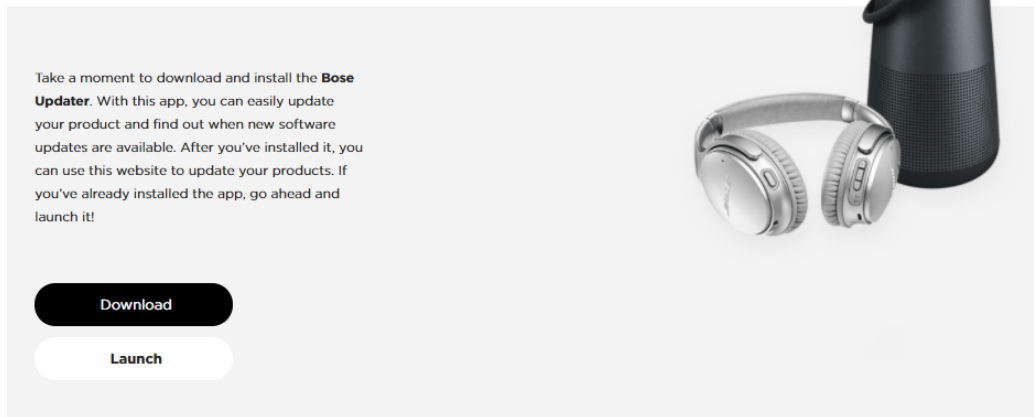 Take a moment to download and install the Bose
Updater. With this app, you can easily update
your product and find out when new software
updates are available. After you’ve installed it, you
can use this website to update your products. If
you’ve already installed the app, go ahead and
launch it!
Download
Launch